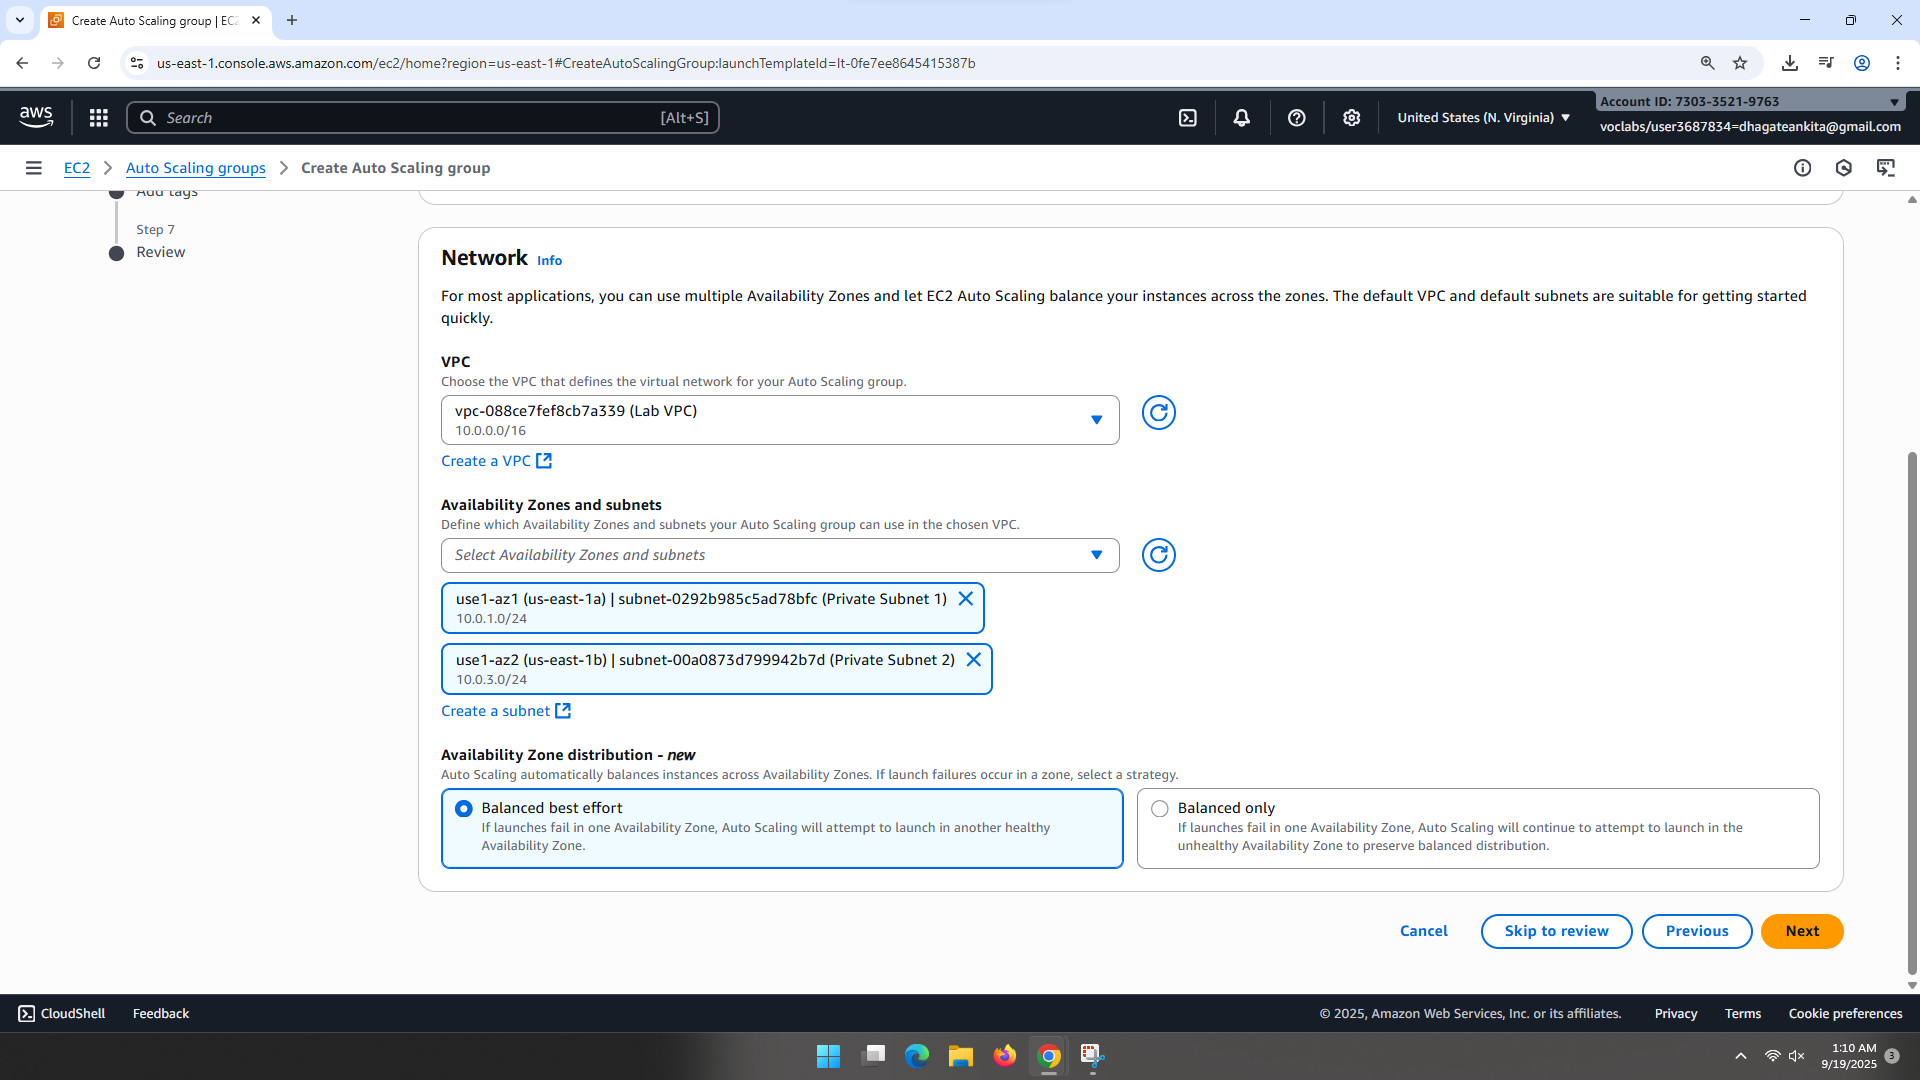 Create Auto Scaling group | EC2
us-east-1.console.aws.amazon.com/ec2/home?region=us-east-1#CreateAutoScalingGroup:launchTemplateId=lt-0fe7ee8645415387b
aws
Search [Alt+S]
United States (N. Virginia)
Account ID: 7303-3521-9763
voclabs/user3687834=dhagateankita@gmail.com
EC2 > Auto Scaling groups > Create Auto Scaling group
Add tags
Step 7
Review
Network Info
For most applications, you can use multiple Availability Zones and let EC2 Auto Scaling balance your instances across the zones. The default VPC and default subnets are suitable for getting started
quickly.
VPC
Choose the VPC that defines the virtual network for your Auto Scaling group.
vpc-088ce7fef8cb7a339 (Lab VPC)
10.0.0.0/16
Create a VPC
Availability Zones and subnets
Define which Availability Zones and subnets your Auto Scaling group can use in the chosen VPC.
Select Availability Zones and subnets
use1-az1 (us-east-1a) | subnet-0292b985c5ad78bfc (Private Subnet 1)
10.0.1.0/24
use1-az2 (us-east-1b) | subnet-00a0873d799942b7d (Private Subnet 2)
10.0.3.0/24
Create a subnet
Availability Zone distribution - new
Auto Scaling automatically balances instances across Availability Zones. If launch failures occur in a zone, select a strategy.
Balanced best effort
If launches fail in one Availability Zone, Auto Scaling will attempt to launch in another healthy
Availability Zone.
Balanced only
If launches fail in one Availability Zone, Auto Scaling will continue to attempt to launch in the
unhealthy Availability Zone to preserve balanced distribution.
Cancel
Skip to review
Previous
Next
CloudShell
Feedback
© 2025, Amazon Web Services, Inc. or its affiliates.
Privacy
Terms
Cookie preferences
1:10 AM
9/19/2025
3